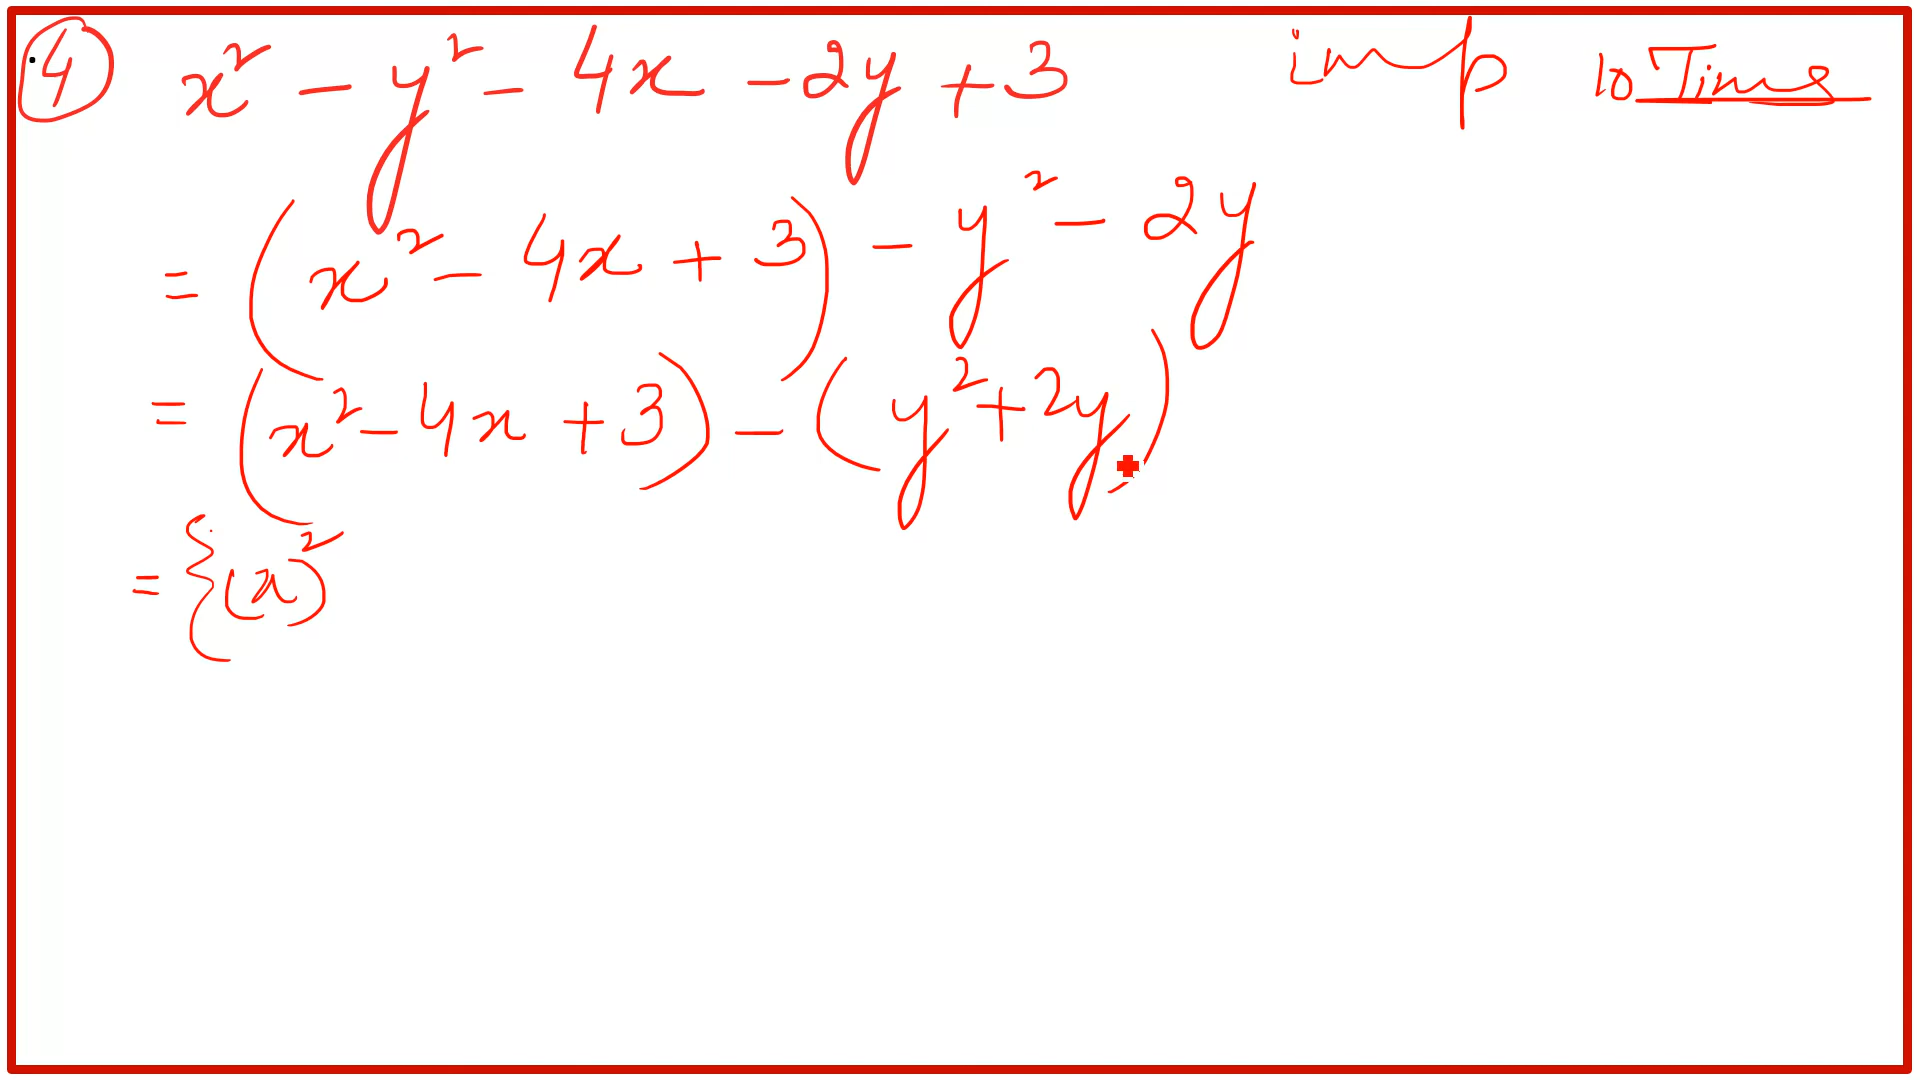 ④ x² - y² - 4x - 2y + 3 imp 10 Time
= (x² - 4x + 3) - y² - 2y
= (x² - 4x + 3) - (y² + 2y)
= {(x)²